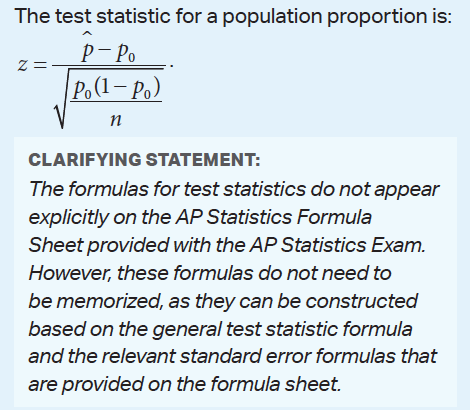 The test statistic for a population proportion is:
z = \frac{\hat{p} - p_0}{\sqrt{\frac{p_0(1 - p_0)}{n}}}.
CLARIFYING STATEMENT:
The formulas for test statistics do not appear
explicitly on the AP Statistics Formula
Sheet provided with the AP Statistics Exam.
However, these formulas do not need to
be memorized, as they can be constructed
based on the general test statistic formula
and the relevant standard error formulas that
are provided on the formula sheet.